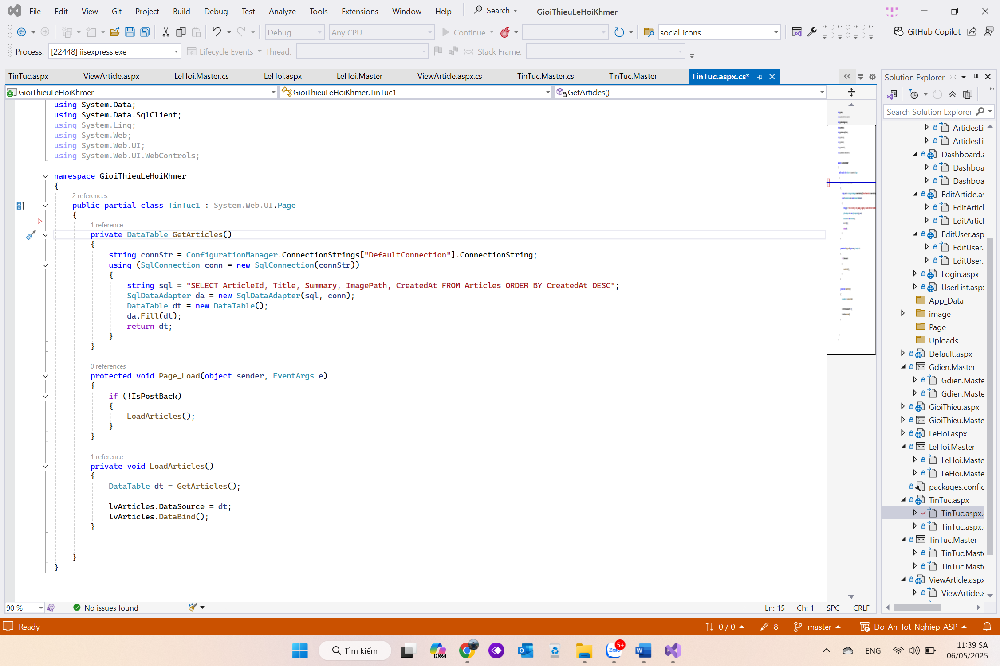 File Edit View Git Project Build Debug Test Analyze Tools Extensions Window Help Search GioiThieuLeHoiKhmer
Debug Any CPU Continue social-icons GitHub Copilot
Process: [22448] iisexpress.exe Lifecycle Events Thread: Stack Frame:
TinTuc.aspx ViewArticle.aspx LeHoi.Master.cs LeHoi.aspx LeHoi.Master ViewArticle.aspx.cs TinTuc.Master.cs TinTuc.Master TinTuc.aspx.cs*
GioiThieuLeHoiKhmer GioiThieuLeHoiKhmer.TinTuc1 GetArticles()
using System.Data;
using System.Data.SqlClient;
using System.Linq;
using System.Web;
using System.Web.UI;
using System.Web.UI.WebControls;
namespace GioiThieuLeHoiKhmer
{
2 references
public partial class TinTuc1 : System.Web.UI.Page
{
1 reference
private DataTable GetArticles()
{
string connStr = ConfigurationManager.ConnectionStrings["DefaultConnection"].ConnectionString;
using (SqlConnection conn = new SqlConnection(connStr))
{
string sql = "SELECT ArticleId, Title, Summary, ImagePath, CreatedAt FROM Articles ORDER BY CreatedAt DESC";
SqlDataAdapter da = new SqlDataAdapter(sql, conn);
DataTable dt = new DataTable();
da.Fill(dt);
return dt;
}
}
0 references
protected void Page_Load(object sender, EventArgs e)
{
if (!IsPostBack)
{
LoadArticles();
}
}
1 reference
private void LoadArticles()
{
DataTable dt = GetArticles();
lvArticles.DataSource = dt;
lvArticles.DataBind();
}
}
}
90 % No issues found Ln: 15 Ch: 1 SPC CRLF
Solution Explorer
Search Solution Explorer
ArticlesLi
ArticlesLi
Dashboard.a
Dashboa
Dashboa
EditArticle.as
EditArticl
EditArticl
EditUser.asp
EditUser.
EditUser.
Login.aspx
UserList.aspx
App_Data
image
Page
Uploads
Default.aspx
Gdien.Master
Gdien.Maste
Gdien.Maste
GioiThieu.aspx
GioiThieu.Maste
LeHoi.aspx
LeHoi.Master
LeHoi.Maste
LeHoi.Maste
packages.config
TinTuc.aspx
TinTuc.aspx.
TinTuc.aspx.
TinTuc.Master
TinTuc.Maste
TinTuc.Maste
ViewArticle.aspx
ViewArticle.a
Ready 0 / 0 8 master Do_An_Tot_Nghiep_ASP
Tìm kiếm M365 Zalo 5+ ENG 11:39 SA
06/05/2025